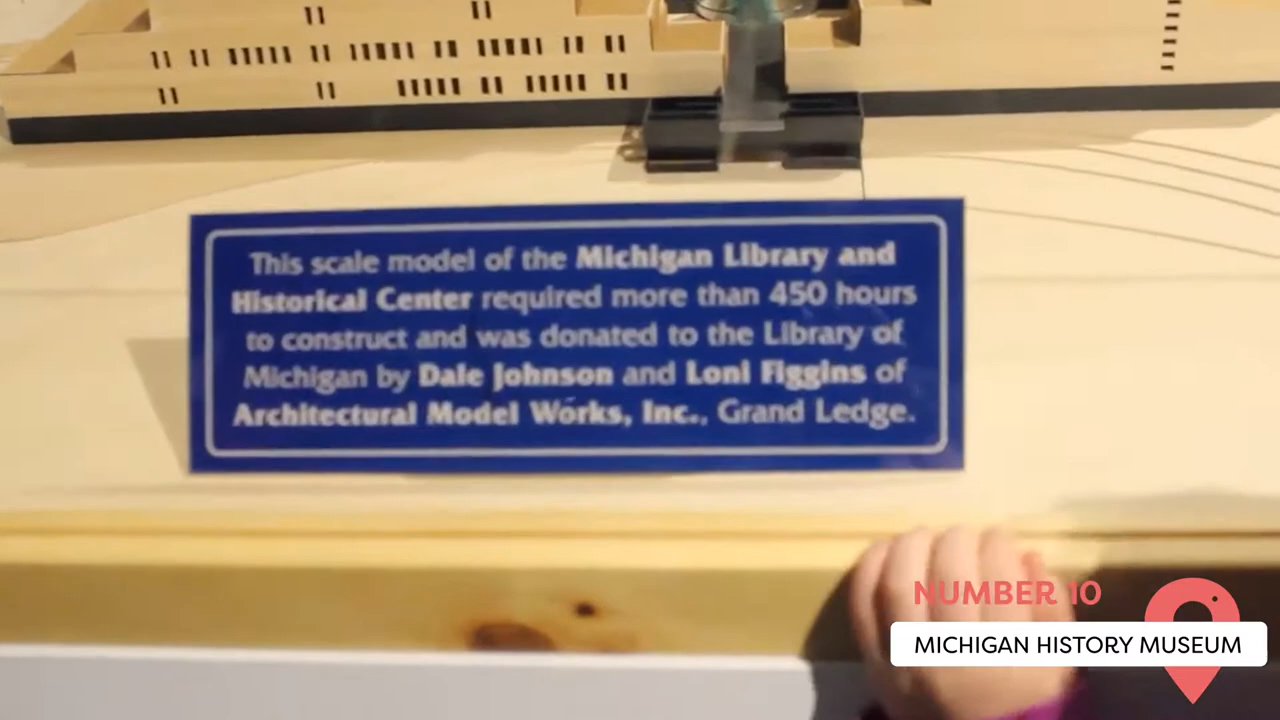 This scale model of the Michigan Library and
Historical Center required more than 450 hours
to construct and was donated to the Library of
Michigan by Dale Johnson and Loni Figgins of
Architectural Model Works, Inc., Grand Ledge.
NUMBER 10
MICHIGAN HISTORY MUSEUM